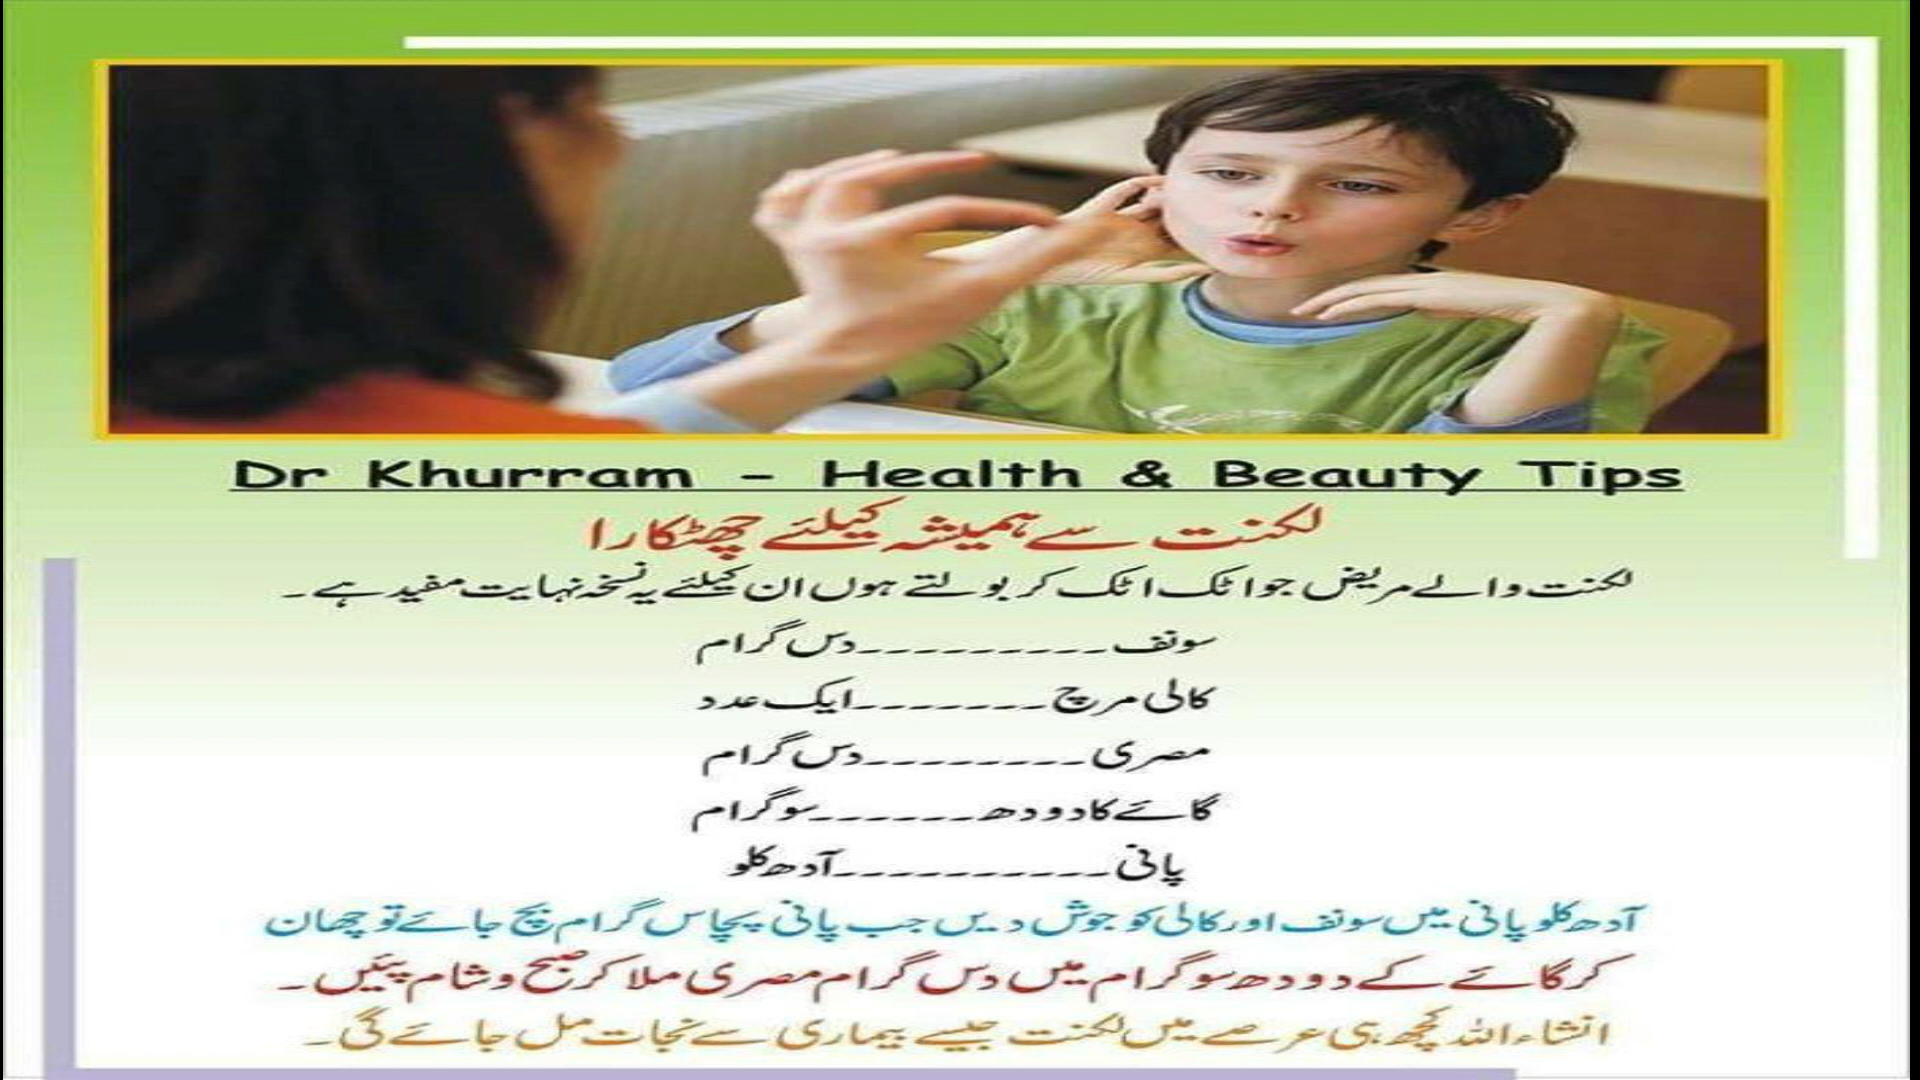 Dr Khurram - Health & Beauty Tips
لکنت سے ہمیشہ کیلئے چھٹکارا
لکنت والے مریض جو اٹک اٹک کر بولتے ہوں ان کیلئے یہ نسخہ نہایت مفید ہے۔
سونف----------دس گرام
کالی مرچ--------ایک عدد
مصری---------دس گرام
گائے کا دودھ-------سو گرام
پانی-----------آدھ کلو
آدھ کلو پانی میں سونف اور کالی کو جوش دیں جب پانی پچاس گرام بچ جائے تو چھان
کر گائے کے دودھ سو گرام میں دس گرام مصری ملا کر صبح و شام پئیں۔
انشاءاللہ کچھ ہی عرصے میں لکنت جیسے بیماری سے نجات مل جائے گی۔